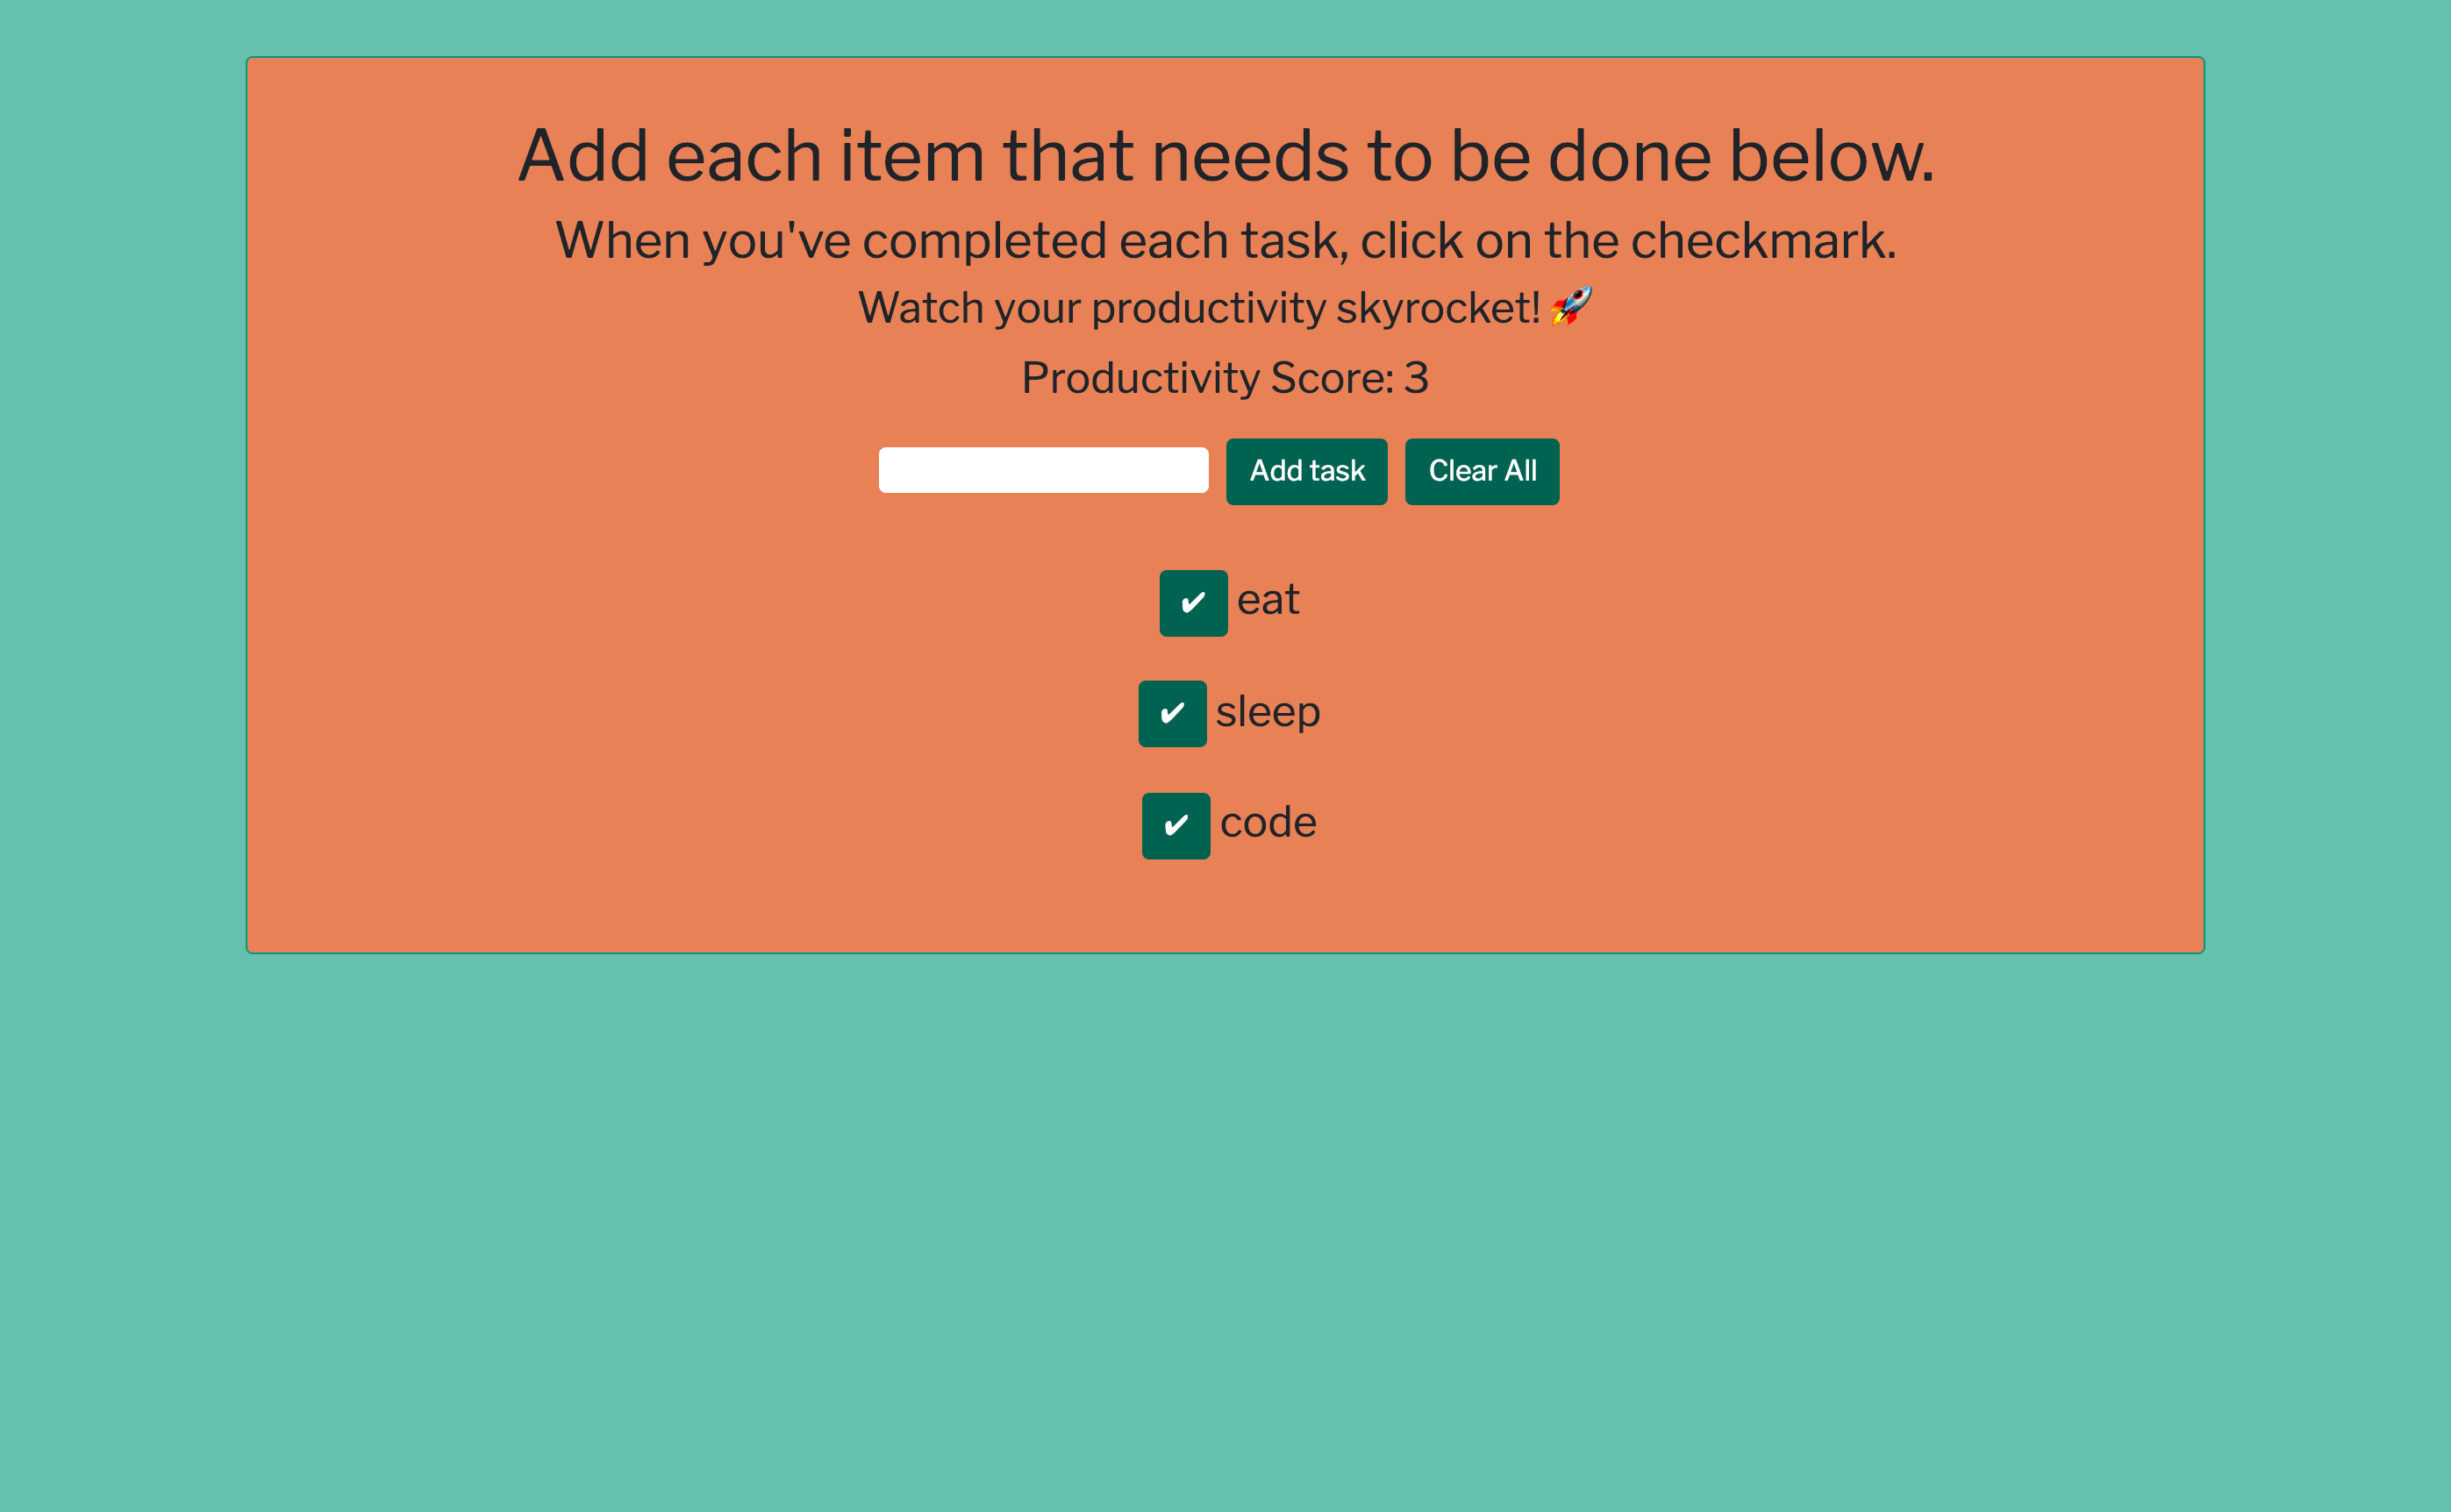 Add each item that needs to be done below.
When you've completed each task, click on the checkmark.
Watch your productivity skyrocket! 🚀
Productivity Score: 3
Add task Clear All
✔ eat
✔ sleep
✔ code